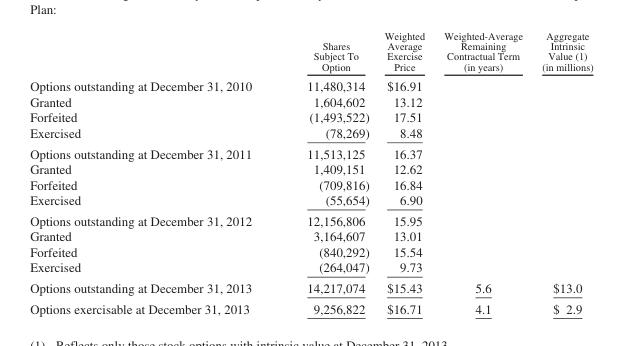 Plan:
Weighted
Weighted-Average
Aggregate
Shares
Average
Remaining
Intrinsic
Subject To
Exercise
Contractual Term
Value (1)
Option
Price
(in years)
(in millions)
Options outstanding at December 31, 2010 11,480,314 $16.91
Granted 1,604,602 13.12
Forfeited (1,493,522) 17.51
Exercised (78,269) 8.48
Options outstanding at December 31, 2011 11,513,125 16.37
Granted 1,409,151 12.62
Forfeited (709,816) 16.84
Exercised (55,654) 6.90
Options outstanding at December 31, 2012 12,156,806 15.95
Granted 3,164,607 13.01
Forfeited (840,292) 15.54
Exercised (264,047) 9.73
Options outstanding at December 31, 2013 14,217,074 $15.43 5.6 $13.0
Options exercisable at December 31, 2013 9,256,822 $16.71 4.1 $ 2.9
(1) Reflects only those stock options with intrinsic value at December 31, 2013